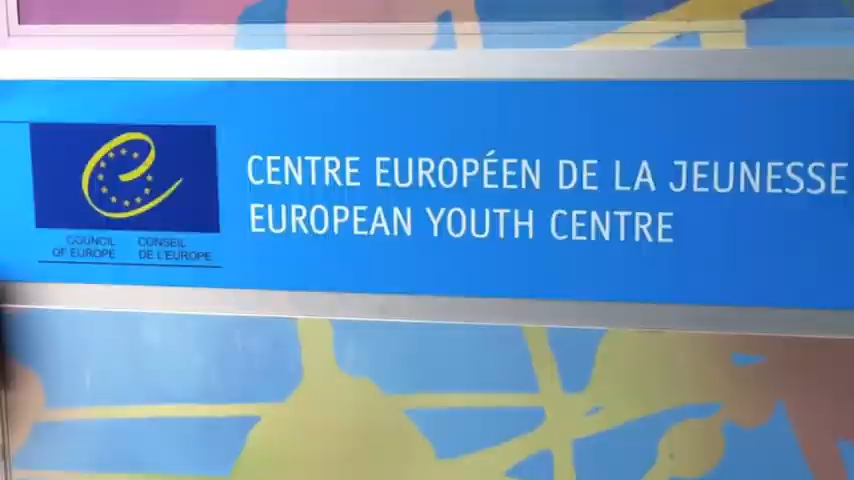 CENTRE EUROPÉEN DE LA JEUNESSE
EUROPEAN YOUTH CENTRE
COUNCIL OF EUROPE
CONSEIL DE L'EUROPE